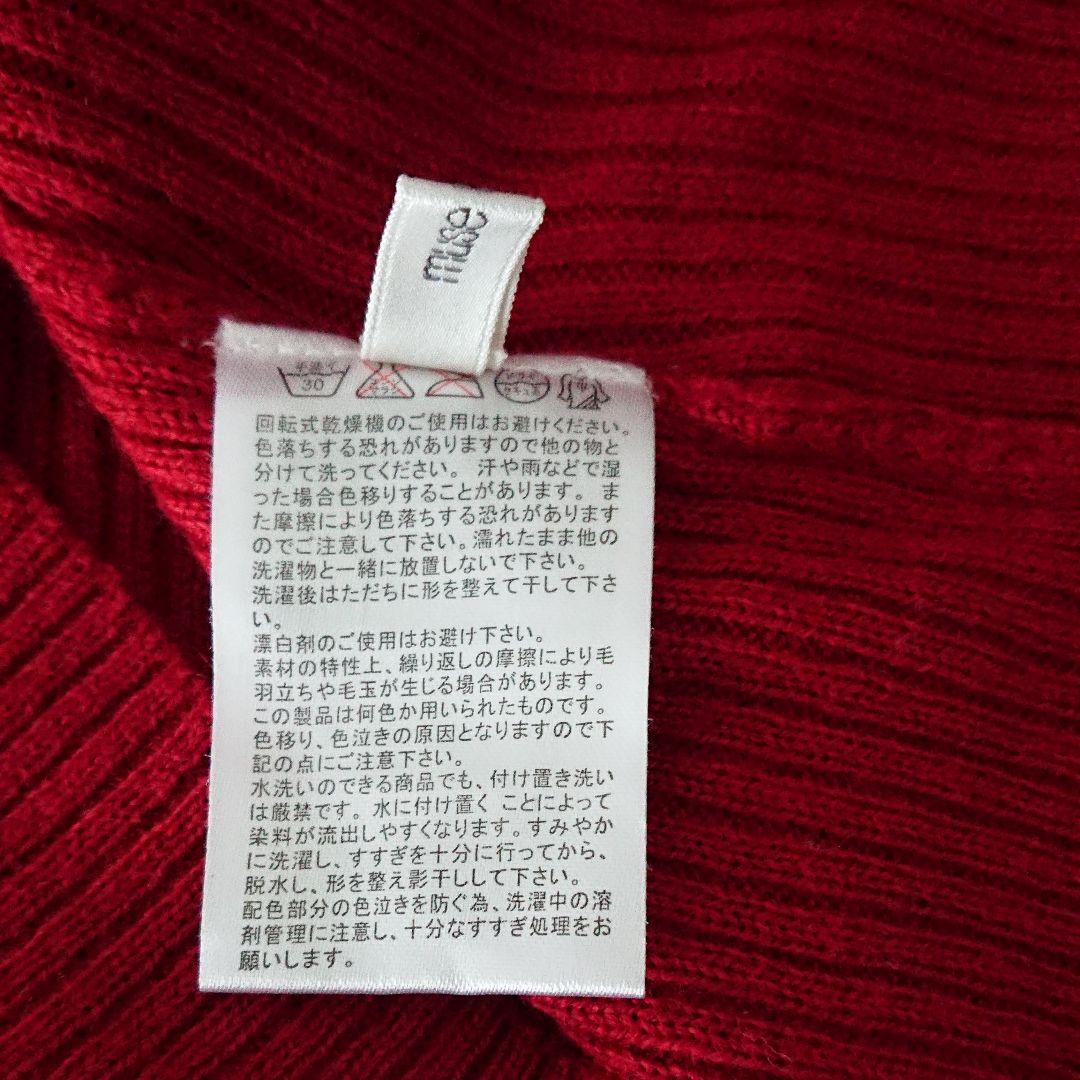 muse
手洗イ
30
エンソ
サラシ
ドライ
セキユ系
回転式乾燥機のご使用はお避けください。
色落ちする恐れがありますので他の物と
分けて洗ってください。 汗や雨などで湿
った場合色移りすることがあります。 ま
た摩擦により色落ちする恐れがあります
のでご注意して下さい。濡れたまま他の
洗濯物と一緒に放置しないで下さい。
洗濯後はただちに形を整えて干して下さ
い。
漂白剤のご使用はお避け下さい。
素材の特性上、繰り返しの摩擦により毛
羽立ちや毛玉が生じる場合があります。
この製品は何色か用いられたものです。
色移り、色泣きの原因となりますので下
記の点にご注意下さい。
水洗いのできる商品でも、付け置き洗い
は厳禁です。水に付け置く ことによって
染料が流出しやすくなります。すみやか
に洗濯し、すすぎを十分に行ってから、
脱水し、形を整え影干しして下さい。
配色部分の色泣きを防ぐ為、洗濯中の溶
剤管理に注意し、十分なすすぎ処理をお
願いします。